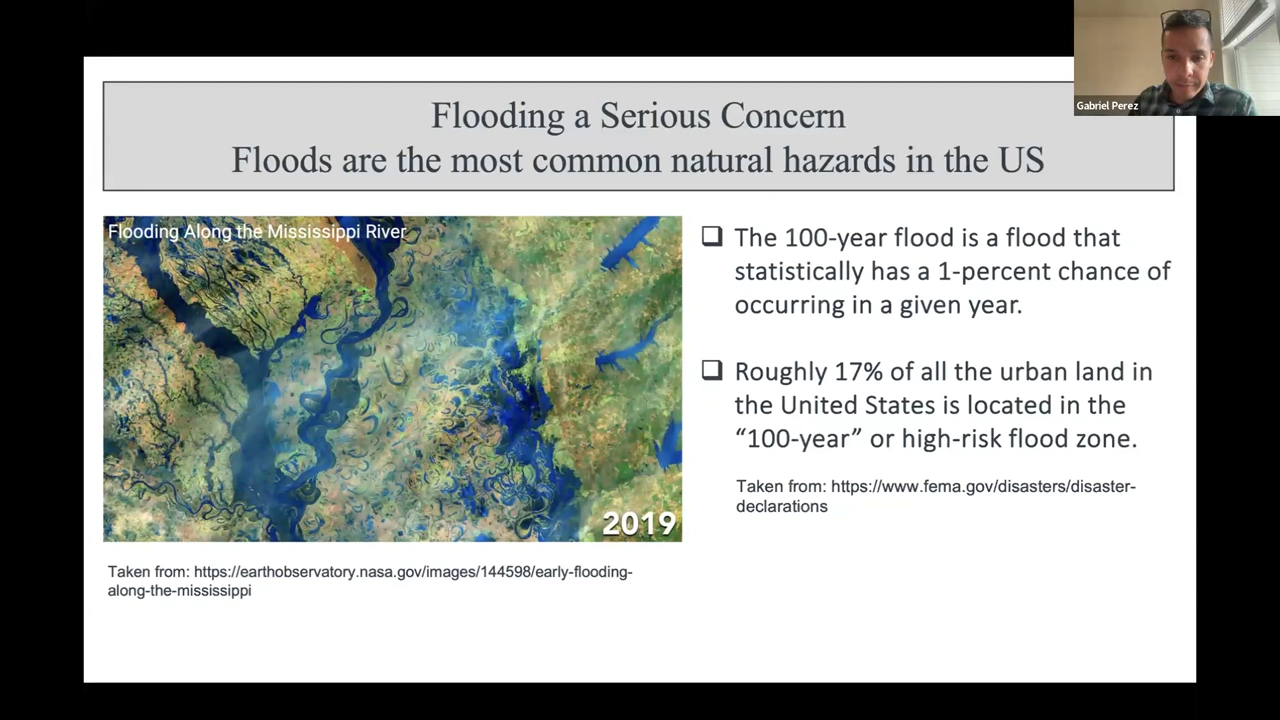 Gabriel Perez
Flooding a Serious Concern
Floods are the most common natural hazards in the US
Flooding Along the Mississippi River
2019
Taken from: https://earthobservatory.nasa.gov/images/144598/early-flooding-
along-the-mississippi
❑ The 100-year flood is a flood that
statistically has a 1-percent chance of
occurring in a given year.
❑ Roughly 17% of all the urban land in
the United States is located in the
“100-year” or high-risk flood zone.
Taken from: https://www.fema.gov/disasters/disaster-
declarations